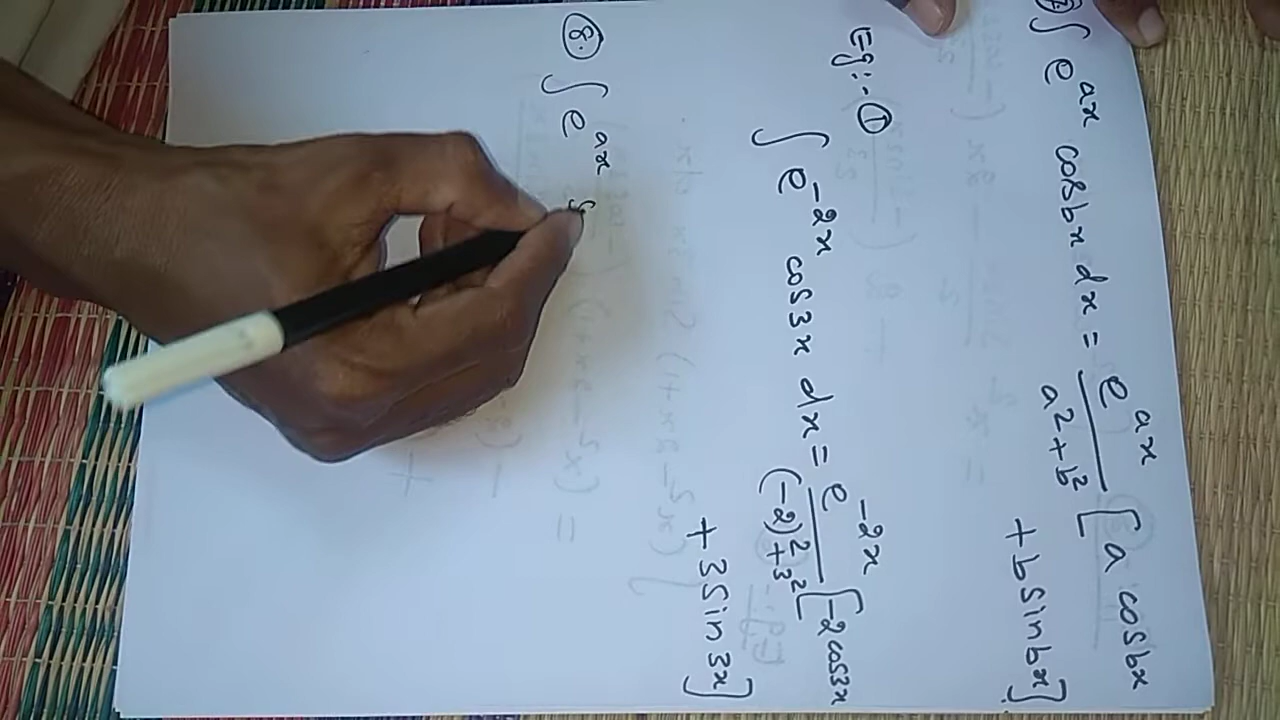 ⑦ ∫ e^ax cosbx dx = e^ax / a²+b² [a cosbx
+ bsinbx]
Eg:- ①
∫ e^-2x cos3x dx = e^-2x / (-2)²+3² [-2cos3x
+ 3sin3x]
⑧ ∫ e^ax s